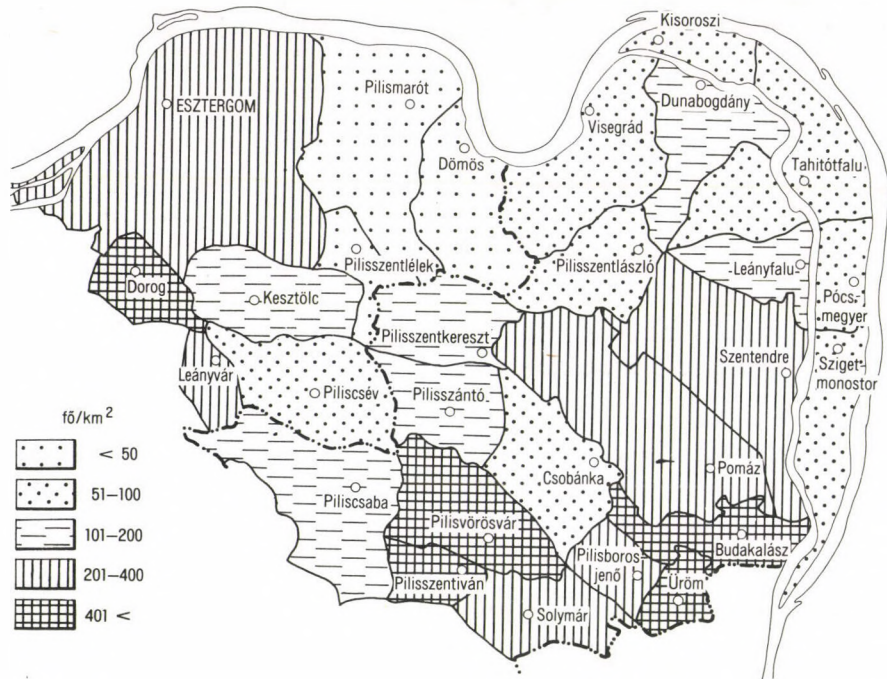 Kisoroszi
ESZTERGOM
Pilismarót
Dunabogdány
Visegrád
Dömös
Tahitótfalu
Pilisszentlélek
Pilisszentlászló
Leányfalu
Dorog
Kesztölc
Pócs-
megyer
Pilisszentkereszt
Leányvár
Szentendre
Sziget-
monostor
Piliscsév
Pilisszántó
fő/km²
< 50
51–100
101–200
201–400
401 <
Csobánka
Pomáz
Piliscsaba
Pilisvörösvár
Budakalász
Pilisboros-
jenő
Pilisszentiván
Üröm
Solymár